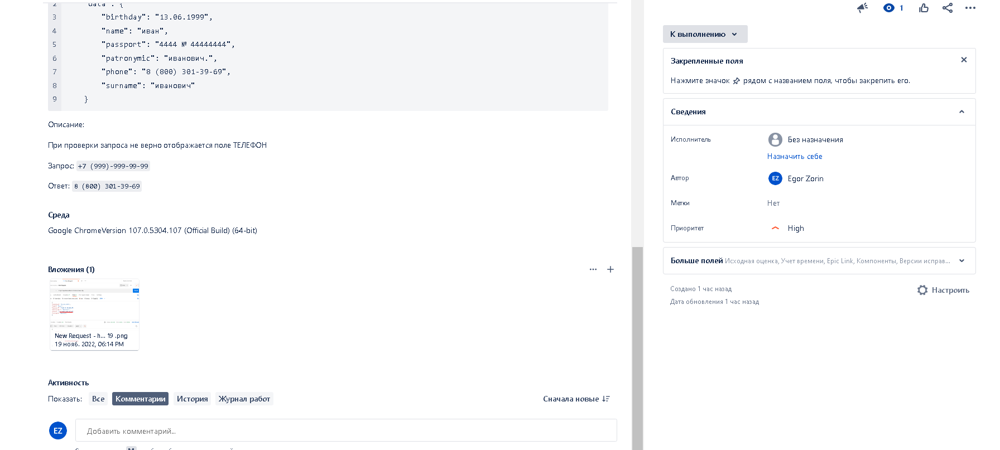 2 "data": {
3 "birthday": "13.06.1999",
4 "name": "иван",
5 "passport": "4444 № 44444444",
6 "patronymic": "иванович.",
7 "phone": "8 (800) 301-39-69",
8 "surname": "иванович"
9 }
Описание:
При проверки запроса не верно отображается поле ТЕЛЕФОН
Запрос: +7 (999)-999-99-99
Ответ: 8 (800) 301-39-69
Среда
Google ChromeVersion 107.0.5304.107 (Official Build) (64-bit)
Вложения (1)
New Request - h... 19 .png
19 нояб. 2022, 06:14 PM
Активность
Показать: Все Комментарии История Журнал работ Сначала новые
EZ Добавить комментарий...
1
К выполнению
Закрепленные поля
Нажмите значок рядом с названием поля, чтобы закрепить его.
Сведения
Исполнитель Без назначения
Назначить себе
Автор EZ Egor Zorin
Метки Нет
Приоритет High
Больше полей Исходная оценка, Учет времени, Epic Link, Компоненты, Версии исправ...
Создано 1 час назад
Настроить
Дата обновления 1 час назад